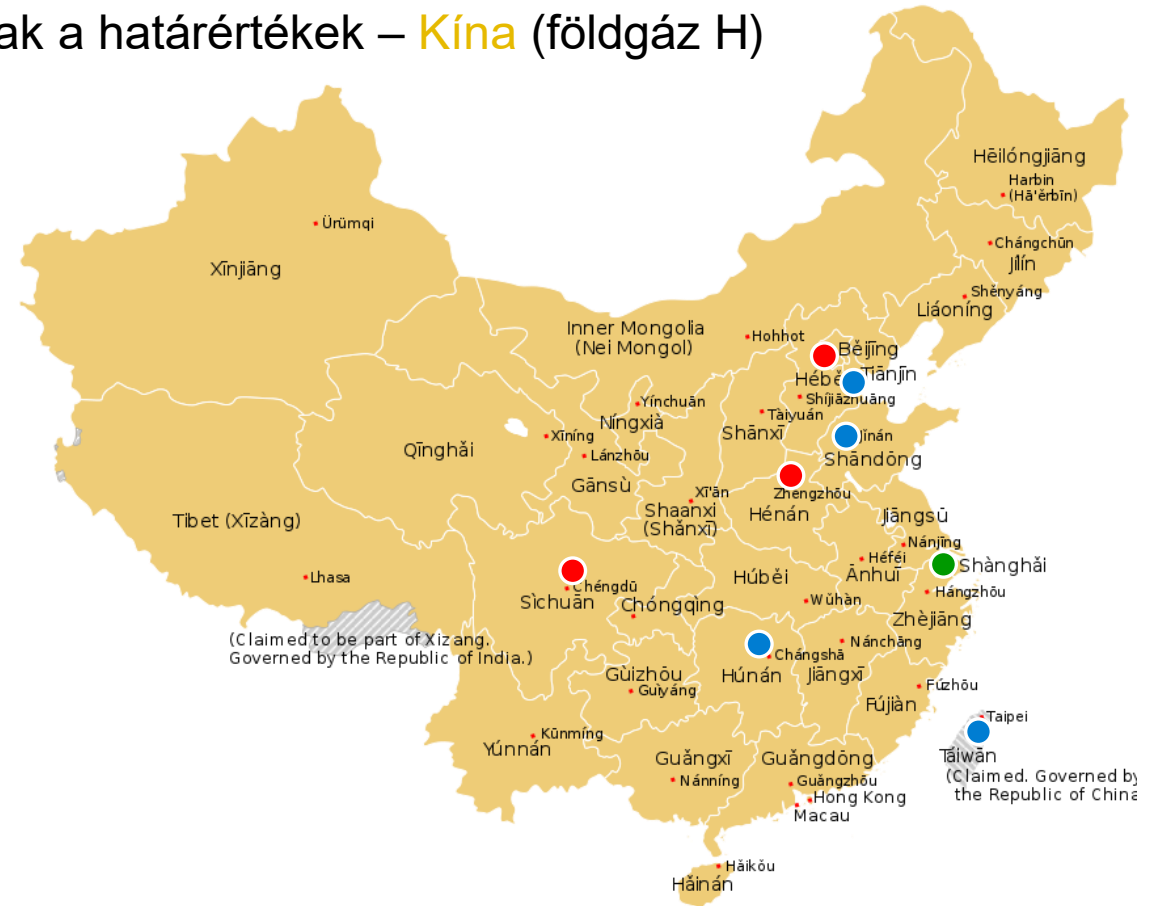 ak a határértékek – Kína (földgáz H)
Hēilóngjiāng
Harbin
(Hā'ěrbīn)
Chángchūn
Jílín
Shěnyáng
Liáoníng
Ürümqi
Xīnjiāng
Inner Mongolia
(Nei Mongol)
Hohhot
Běijīng
Tiānjīn
Shíjiāzhuāng
Yínchuān
Níngxià
Tàiyuán
Shānxī
Jǐnán
Shāndōng
Qīnghǎi
Xīníng
Lánzhōu
Gānsù
Xī'ān
Shaanxi
(Shǎnxī)
Zhengzhōu
Hénán
Jiāngsū
Nánjīng
Tibet (Xīzàng)
Lhasa
Chéngdū
Sìchuān
Chóngqìng
Húběi
Wǔhàn
Héféi
Ānhuī
Shànghǎi
Hángzhōu
Zhèjiāng
(Claimed to be part of Xizang.
Governed by the Republic of India.)
Chángshā
Húnán
Nánchāng
Jiāngxī
Gùizhōu
Guìyáng
Fúzhōu
Fújiàn
Kūnmíng
Yúnnán
Guǎngxī
Nánníng
Guǎngdōng
Guǎngzhōu
Hong Kong
Macau
Taipei
Táiwān
(Claimed. Governed by
the Republic of China
Hǎikǒu
Hǎinán